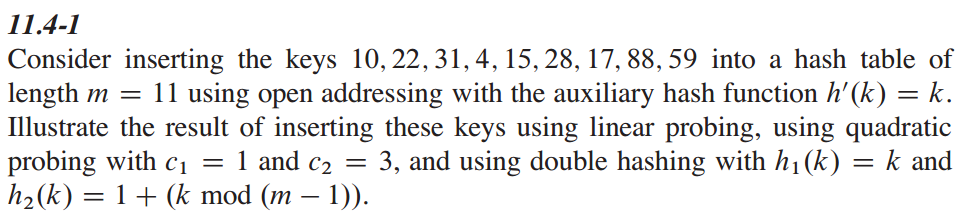 11.4-1
Consider inserting the keys 10, 22, 31, 4, 15, 28, 17, 88, 59 into a hash table of
length m = 11 using open addressing with the auxiliary hash function h′(k) = k.
Illustrate the result of inserting these keys using linear probing, using quadratic
probing with c₁ = 1 and c₂ = 3, and using double hashing with h₁(k) = k and
h₂(k) = 1 + (k mod (m − 1)).